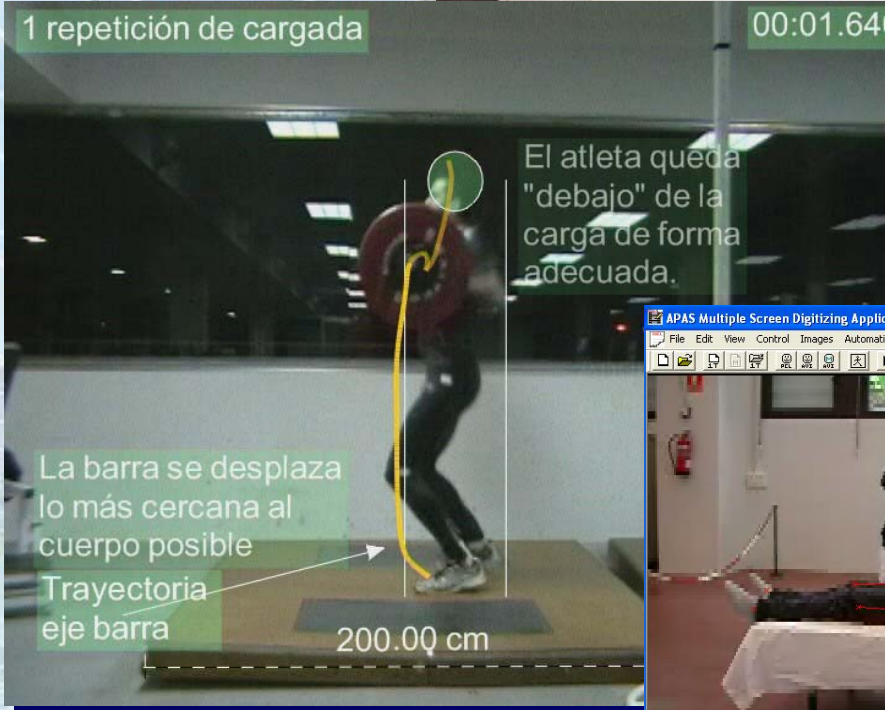 1 repetición de cargada
00:01.640
El atleta queda
"debajo" de la
carga de forma
adecuada.
APAS Multiple Screen Digitizing Applic
File Edit View Control Images Automati
La barra se desplaza
lo más cercana al
cuerpo posible
Trayectoria
eje barra
200.00 cm